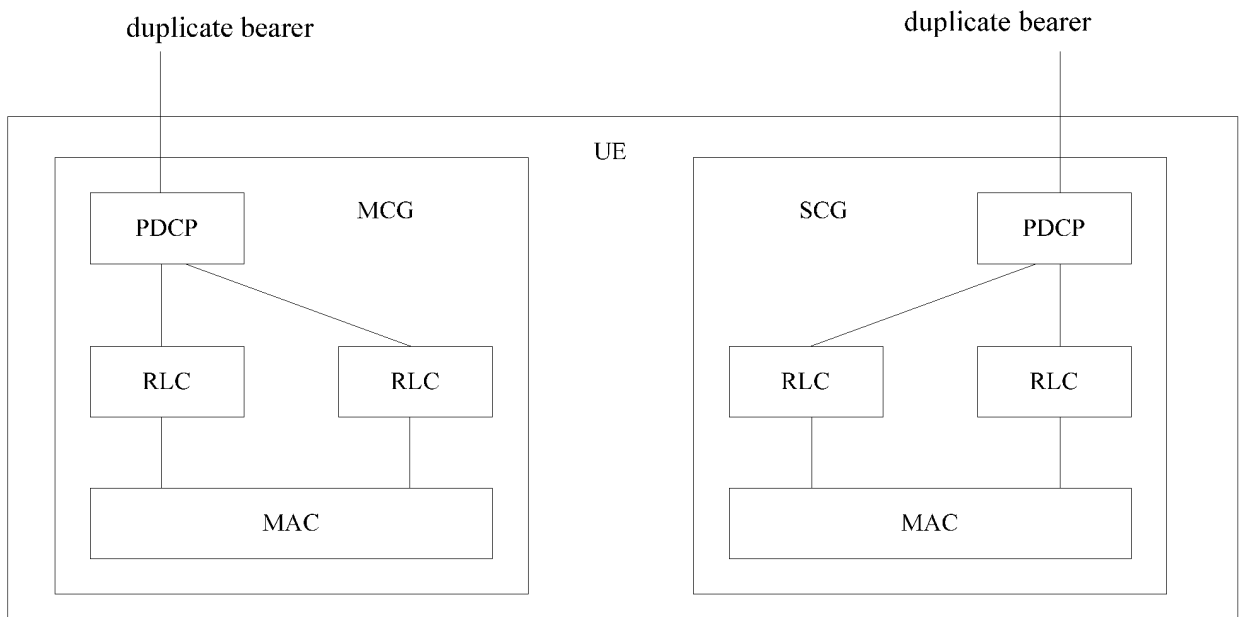 duplicate bearer
duplicate bearer
UE
MCG
SCG
PDCP
PDCP
RLC
RLC
RLC
RLC
MAC
MAC